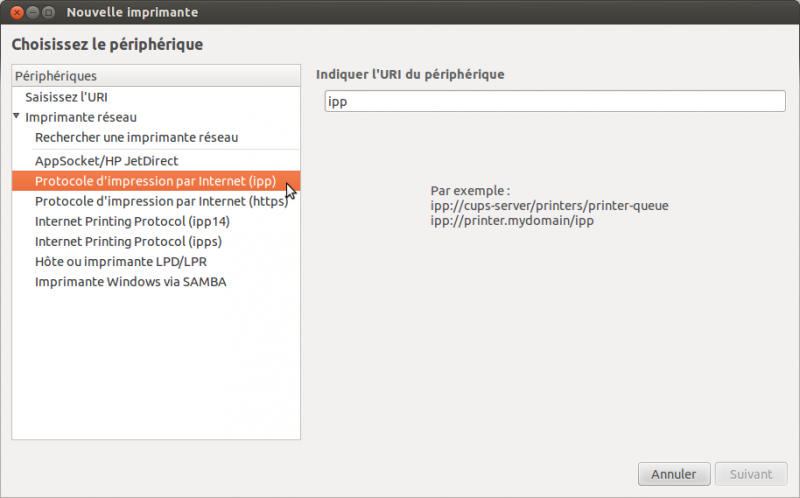 Nouvelle imprimante
Choisissez le périphérique
Périphériques
Saisissez l'URI
Imprimante réseau
Rechercher une imprimante réseau
AppSocket/HP JetDirect
Protocole d'impression par Internet (ipp)
Protocole d'impression par Internet (https)
Internet Printing Protocol (ipp14)
Internet Printing Protocol (ipps)
Hôte ou imprimante LPD/LPR
Imprimante Windows via SAMBA
Indiquer l'URI du périphérique
ipp
Par exemple :
ipp://cups-server/printers/printer-queue
ipp://printer.mydomain/ipp
Annuler
Suivant